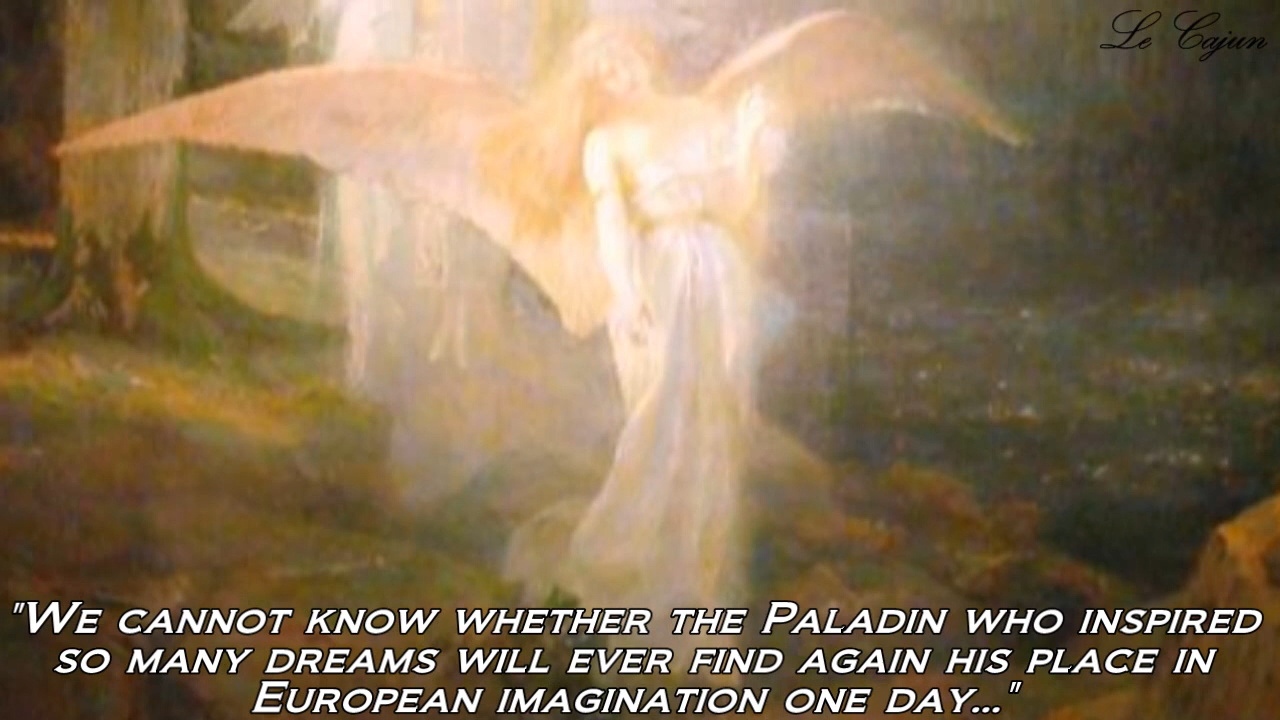 Le Cajun
"We cannot know whether the Paladin who inspired
so many dreams will ever find again his place in
European imagination one day..."